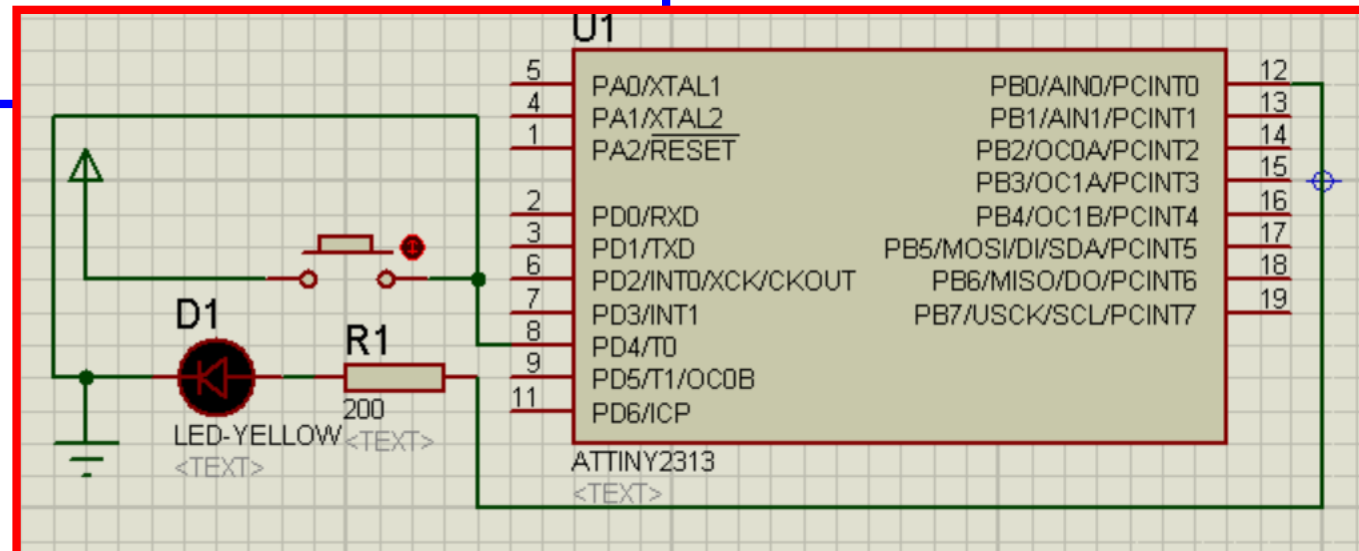 U1
5
PA0/XTAL1
PB0/AIN0/PCINT0
12
4
PA1/XTAL2
PB1/AIN1/PCINT1
13
1
PA2/RESET
PB2/OC0A/PCINT2
14
PB3/OC1A/PCINT3
15
2
PD0/RXD
PB4/OC1B/PCINT4
16
3
PD1/TXD
PB5/MOSI/DI/SDA/PCINT5
17
6
PD2/INT0/XCK/CKOUT
PB6/MISO/DO/PCINT6
18
7
PD3/INT1
PB7/USCK/SCL/PCINT7
19
8
PD4/T0
9
PD5/T1/OC0B
11
PD6/ICP
D1
R1
200
LED-YELLOW
<TEXT>
<TEXT>
ATTINY2313
<TEXT>